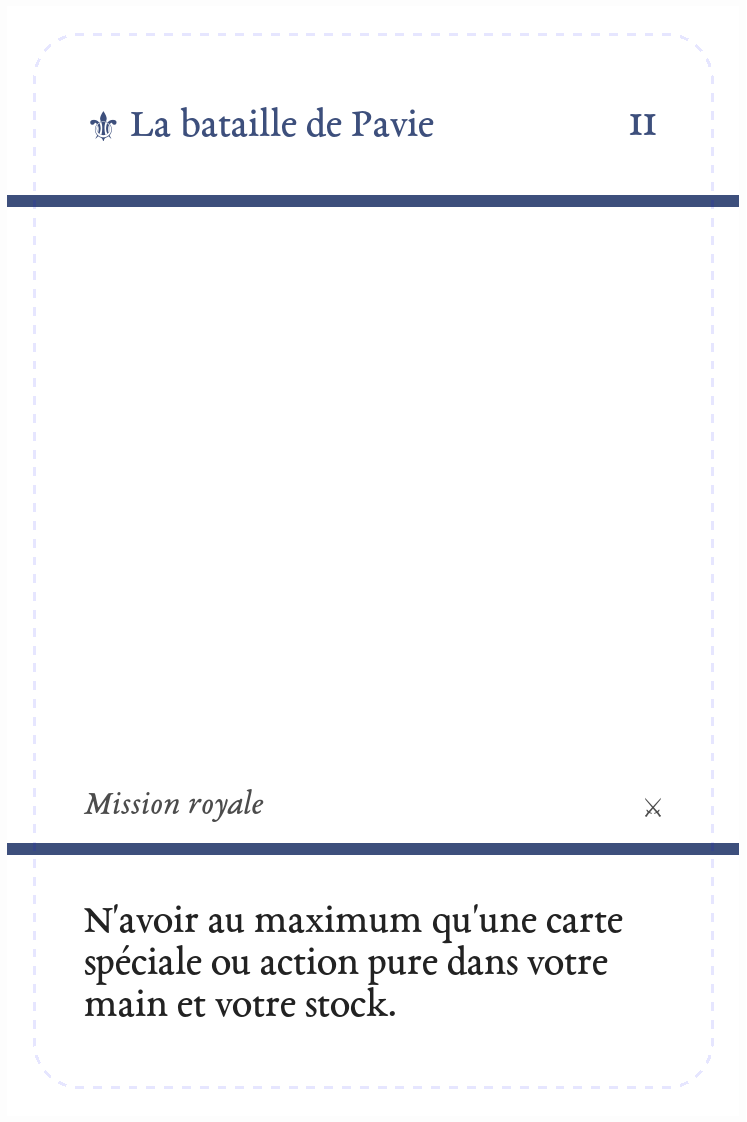 ⚜ La bataille de Pavie II
Mission royale ⚔
N'avoir au maximum qu'une carte
spéciale ou action pure dans votre
main et votre stock.